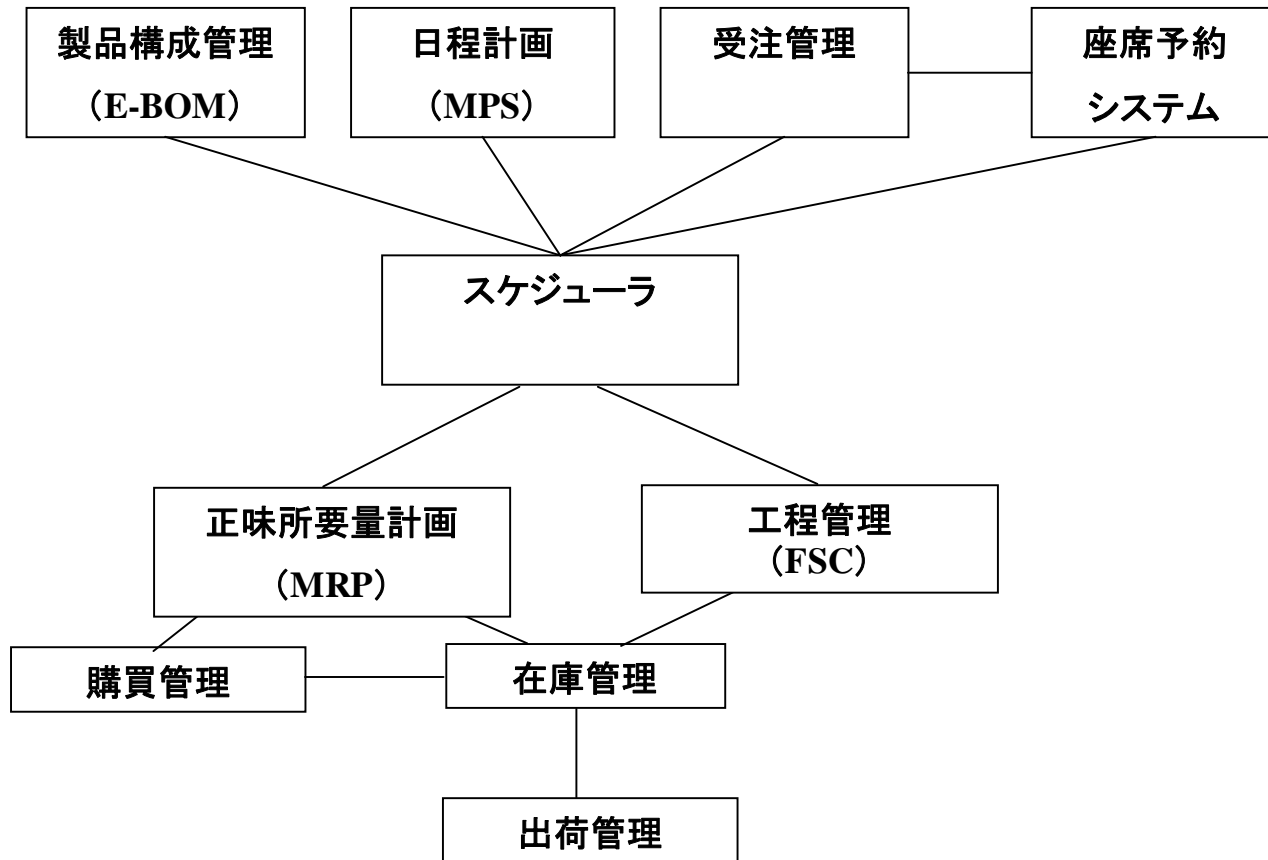 製品構成管理
（E-BOM）
日程計画
（MPS）
受注管理
座席予約
システム
スケジューラ
正味所要量計画
（MRP）
工程管理
（FSC）
購買管理
在庫管理
出荷管理